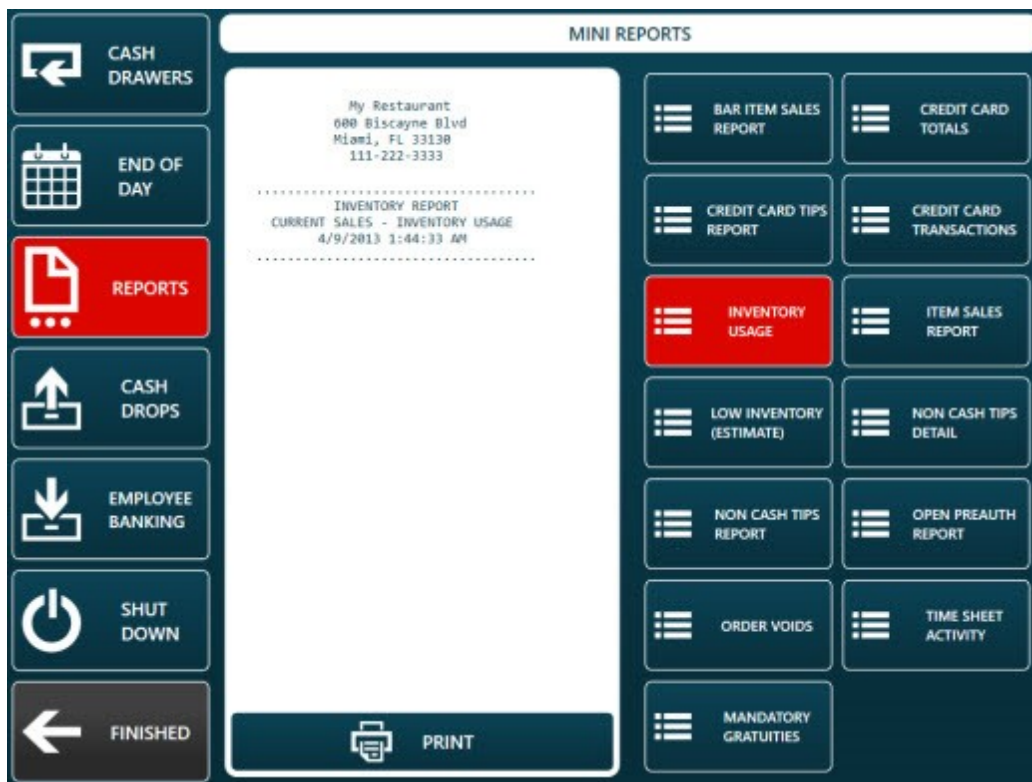 CASH
DRAWERS
END OF
DAY
REPORTS
CASH
DROPS
EMPLOYEE
BANKING
SHUT
DOWN
FINISHED
MINI REPORTS
My Restaurant
600 Biscayne Blvd
Miami, FL 33130
111-222-3333
....................................
INVENTORY REPORT
CURRENT SALES - INVENTORY USAGE
4/9/2013 1:44:33 AM
....................................
PRINT
BAR ITEM SALES
REPORT
CREDIT CARD
TOTALS
CREDIT CARD TIPS
REPORT
CREDIT CARD
TRANSACTIONS
INVENTORY
USAGE
ITEM SALES
REPORT
LOW INVENTORY
(ESTIMATE)
NON CASH TIPS
DETAIL
NON CASH TIPS
REPORT
OPEN PREAUTH
REPORT
ORDER VOIDS
TIME SHEET
ACTIVITY
MANDATORY
GRATUITIES